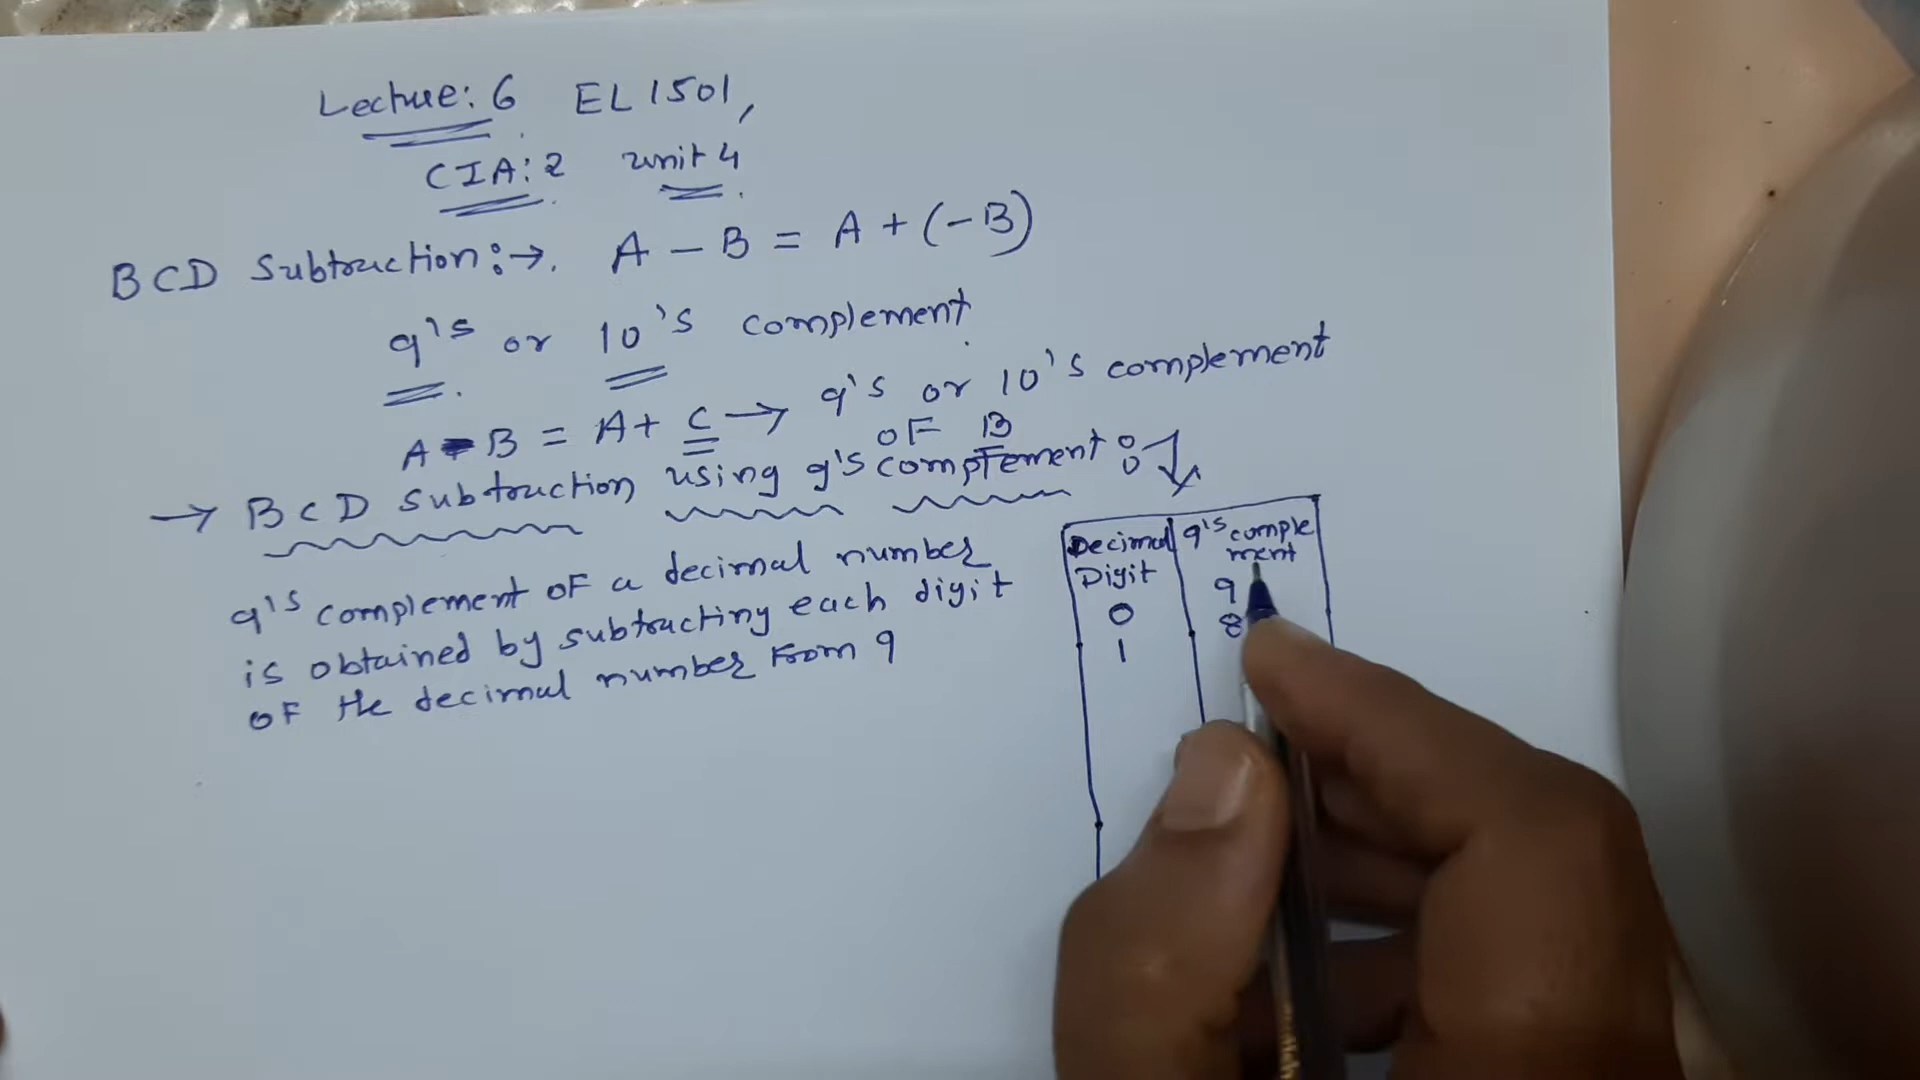 Lecture: 6 EL1501,
CIA: 2 unit 4
BCD Subtraction :→. A - B = A + (-B)
9's or 10's complement
A - B = A + C → 9's or 10's complement
OF B
→ BCD subtraction using 9's complement :
9's complement OF a decimal number
is obtained by subtracting each digit
OF the decimal number From 9
Decimal Digit 9's comple
ment
0 9
1 8